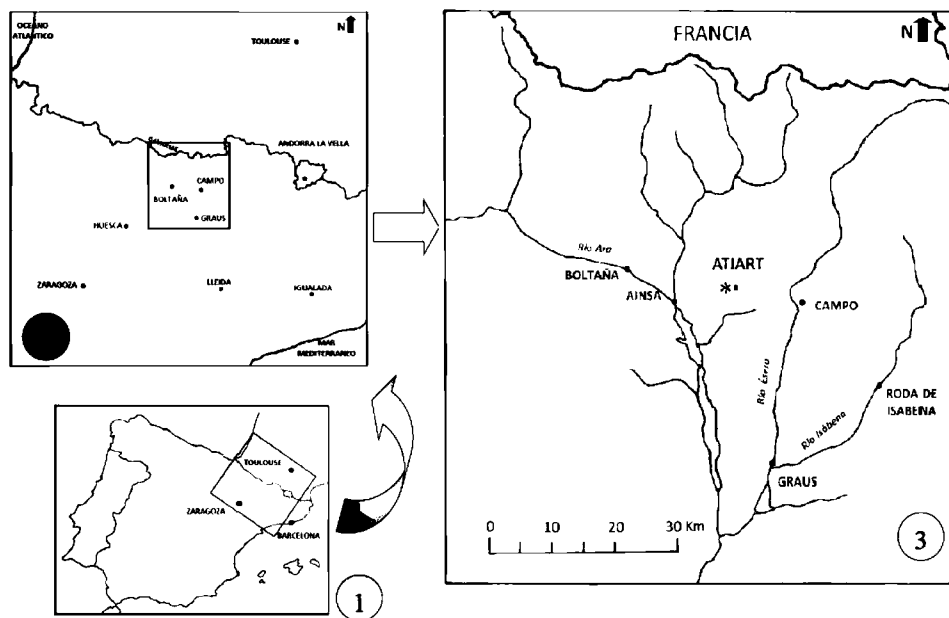 OCEANO
ATLANTICO
N
TOULOUSE
ANDORRA LA VELLA
CAMPO
BOLTAÑA
GRAUS
HUESCA
ZARAGOZA
LLEIDA
IGUALADA
MAR
MEDITERRANEO
TOULOUSE
ZARAGOZA
BARCELONA
1
FRANCIA
N
Río Ara
BOLTAÑA
ATIART
AINSA
CAMPO
Río Ésera
RODA DE
ISABEINA
Río Isábena
GRAUS
0 10 20 30 Km
3